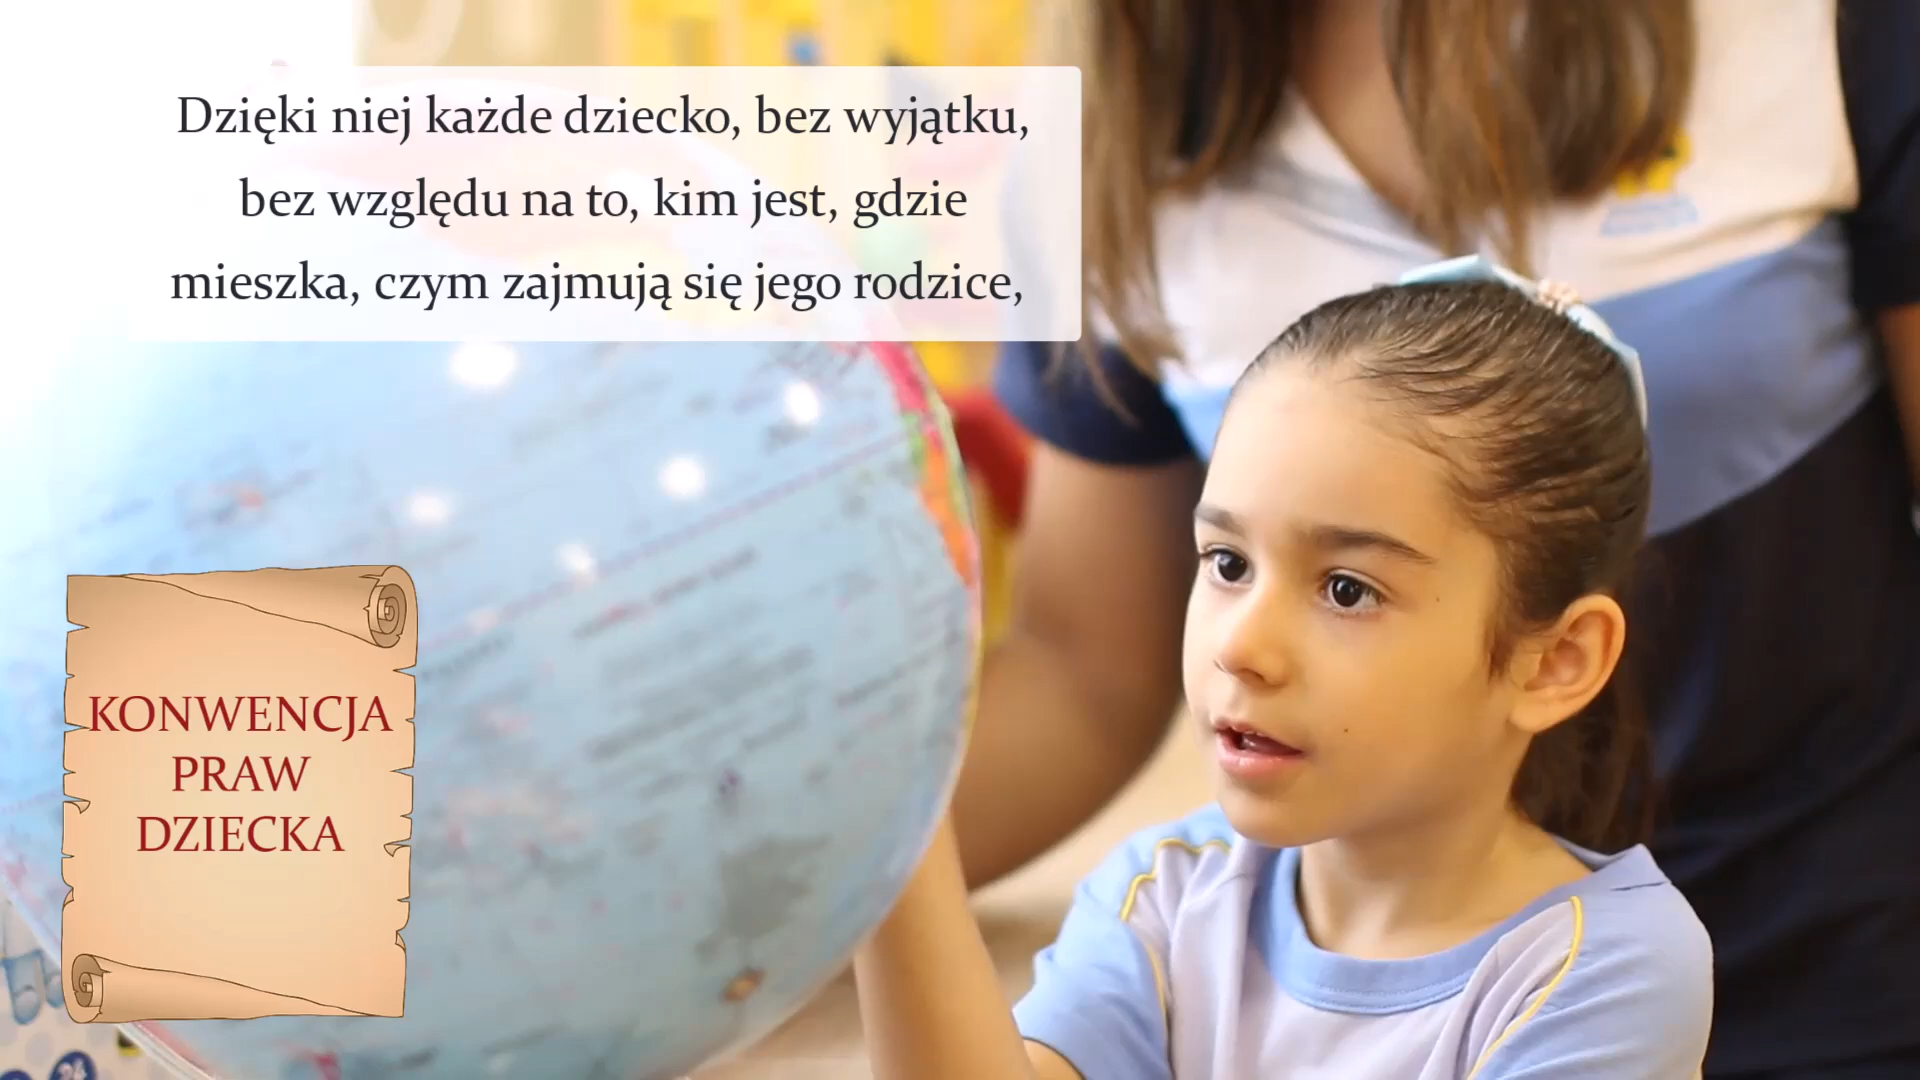 Dzięki niej każde dziecko, bez wyjątku,
bez względu na to, kim jest, gdzie
mieszka, czym zajmują się jego rodzice,
KONWENCJA
PRAW
DZIECKA